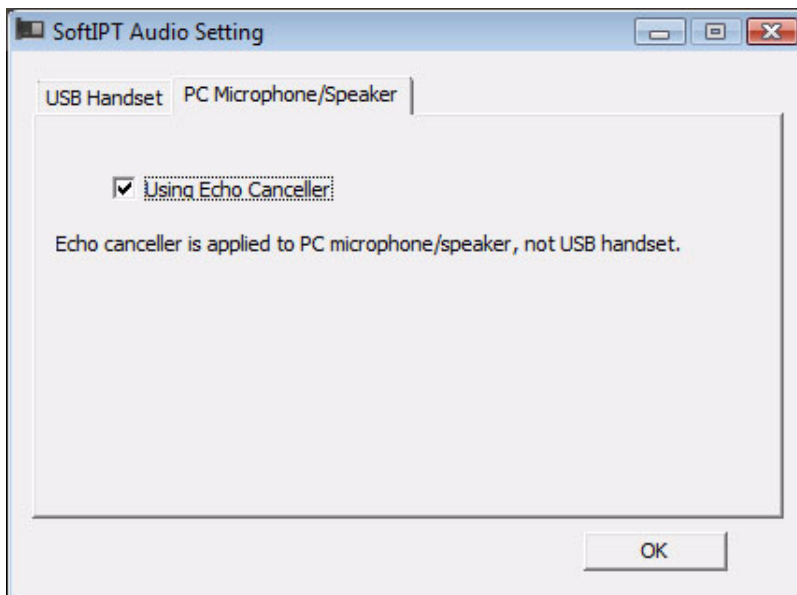 SoftIPT Audio Setting
USB Handset PC Microphone/Speaker
Using Echo Canceller
Echo canceller is applied to PC microphone/speaker, not USB handset.
OK